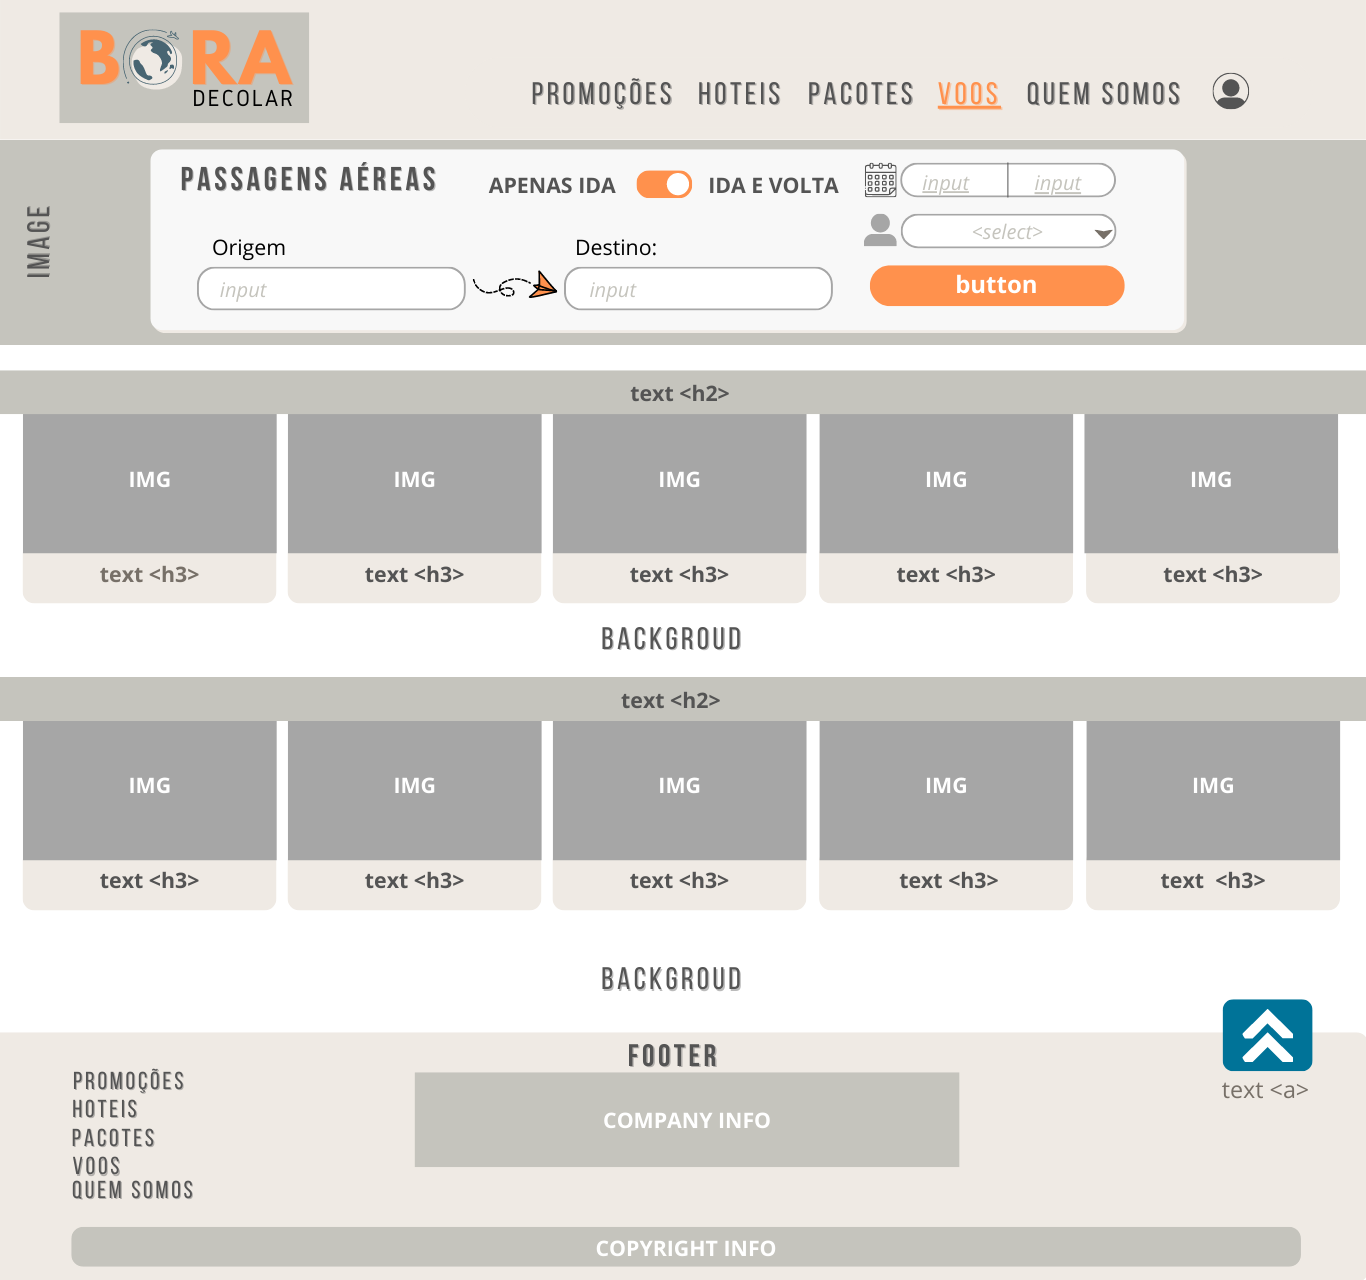 BORA
DECOLAR
PROMOÇÕES HOTEIS PACOTES VOOS QUEM SOMOS
IMAGE
PASSAGENS AÉREAS
APENAS IDA IDA E VOLTA
input input
<select>
Origem Destino:
input input
button
text <h2>
IMG IMG IMG IMG IMG
text <h3> text <h3> text <h3> text <h3> text <h3>
BACKGROUD
text <h2>
IMG IMG IMG IMG IMG
text <h3> text <h3> text <h3> text <h3> text <h3>
BACKGROUD
FOOTER
PROMOÇÕES
HOTEIS
PACOTES
VOOS
QUEM SOMOS
COMPANY INFO
text <a>
COPYRIGHT INFO